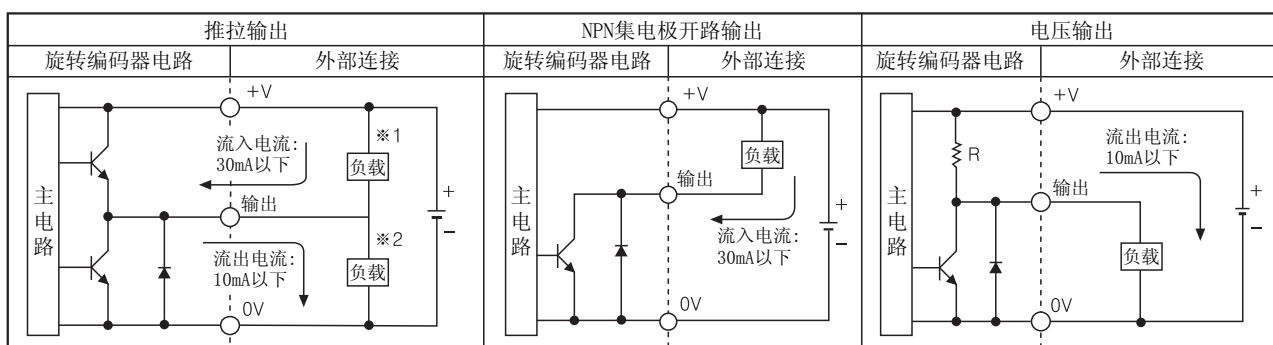 推拉输出
旋转编码器电路
外部连接
+V
※1
流入电流:
30mA以下
负载
主电路
输出
+
−
※2
流出电流:
10mA以下
负载
0V
NPN集电极开路输出
旋转编码器电路
外部连接
+V
负载
主电路
输出
+
−
流入电流:
30mA以下
0V
电压输出
旋转编码器电路
外部连接
+V
流出电流:
10mA以下
R
主电路
输出
+
−
负载
0V